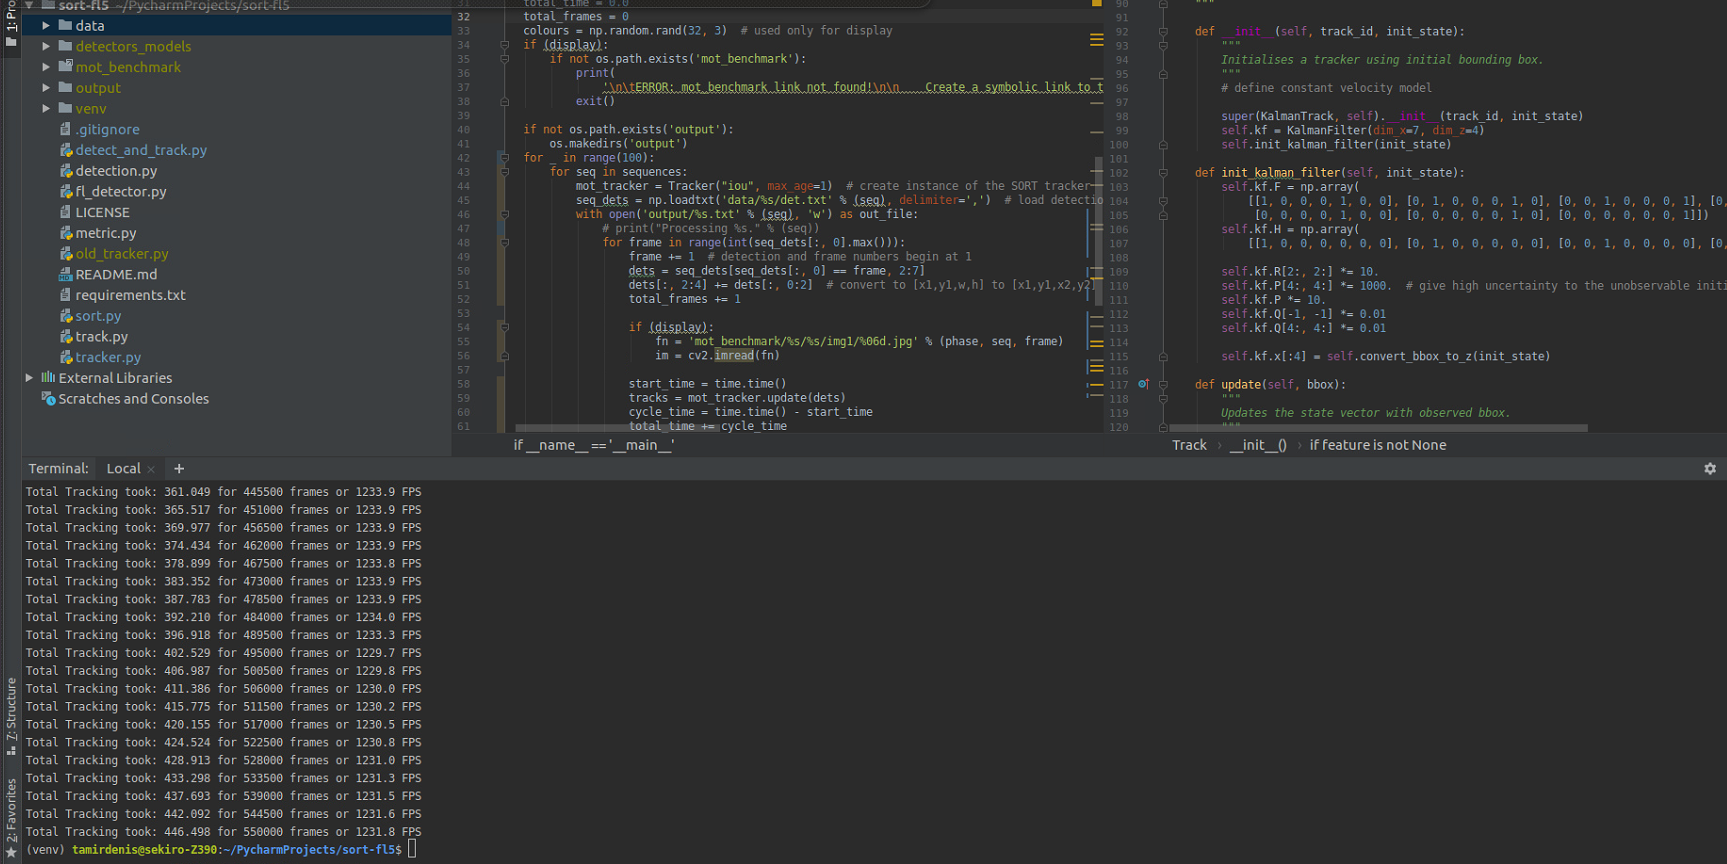 1: Pro
sort-fl5 ~/PycharmProjects/sort-fl5
data
detectors_models
mot_benchmark
output
venv
.gitignore
detect_and_track.py
detection.py
fl_detector.py
LICENSE
metric.py
old_tracker.py
README.md
requirements.txt
sort.py
track.py
tracker.py
External Libraries
Scratches and Consoles
31 total_time = 0.0
32 total_frames = 0
33 colours = np.random.rand(32, 3)  # used only for display
34 if (display):
35 if not os.path.exists('mot_benchmark'):
36 print(
37 '\n\tERROR: mot_benchmark link not found!\n\n    Create a symbolic link to t
38 exit()
39
40 if not os.path.exists('output'):
41 os.makedirs('output')
42 for _ in range(100):
43 for seq in sequences:
44 mot_tracker = Tracker("iou", max_age=1)  # create instance of the SORT tracker
45 seq_dets = np.loadtxt('data/%s/det.txt' % (seq), delimiter=',')  # load detectio
46 with open('output/%s.txt' % (seq), 'w') as out_file:
47 # print("Processing %s." % (seq))
48 for frame in range(int(seq_dets[:, 0].max())):
49 frame += 1  # detection and frame numbers begin at 1
50 dets = seq_dets[seq_dets[:, 0] == frame, 2:7]
51 dets[:, 2:4] += dets[:, 0:2]  # convert to [x1,y1,w,h] to [x1,y1,x2,y2]
52 total_frames += 1
53
54 if (display):
55 fn = 'mot_benchmark/%s/%s/img1/%06d.jpg' % (phase, seq, frame)
56 im = cv2.imread(fn)
57
58 start_time = time.time()
59 tracks = mot_tracker.update(dets)
60 cycle_time = time.time() - start_time
61 total_time += cycle_time
if __name__ == '__main__'
90 """
91
92 def __init__(self, track_id, init_state):
93 """
94 Initialises a tracker using initial bounding box.
95 """
96 # define constant velocity model
97
98 super(KalmanTrack, self).__init__(track_id, init_state)
99 self.kf = KalmanFilter(dim_x=7, dim_z=4)
100 self.init_kalman_filter(init_state)
101
102 def init_kalman_filter(self, init_state):
103 self.kf.F = np.array(
104 [[1, 0, 0, 0, 1, 0, 0], [0, 1, 0, 0, 0, 1, 0], [0, 0, 1, 0, 0, 0, 1], [0,
105 [0, 0, 0, 0, 1, 0, 0], [0, 0, 0, 0, 0, 1, 0], [0, 0, 0, 0, 0, 0, 1]])
106 self.kf.H = np.array(
107 [[1, 0, 0, 0, 0, 0, 0], [0, 1, 0, 0, 0, 0, 0], [0, 0, 1, 0, 0, 0, 0], [0,
108
109 self.kf.R[2:, 2:] *= 10.
110 self.kf.P[4:, 4:] *= 1000.  # give high uncertainty to the unobservable initi
111 self.kf.P *= 10.
112 self.kf.Q[-1, -1] *= 0.01
113 self.kf.Q[4:, 4:] *= 0.01
114
115 self.kf.x[:4] = self.convert_bbox_to_z(init_state)
116
117 def update(self, bbox):
118 """
119 Updates the state vector with observed bbox.
120 """
Track › __init__() › if feature is not None
Terminal: Local × +
Total Tracking took: 361.049 for 445500 frames or 1233.9 FPS
Total Tracking took: 365.517 for 451000 frames or 1233.9 FPS
Total Tracking took: 369.977 for 456500 frames or 1233.9 FPS
Total Tracking took: 374.434 for 462000 frames or 1233.9 FPS
Total Tracking took: 378.899 for 467500 frames or 1233.8 FPS
Total Tracking took: 383.352 for 473000 frames or 1233.9 FPS
Total Tracking took: 387.783 for 478500 frames or 1233.9 FPS
Total Tracking took: 392.210 for 484000 frames or 1234.0 FPS
Total Tracking took: 396.918 for 489500 frames or 1233.3 FPS
Total Tracking took: 402.529 for 495000 frames or 1229.7 FPS
Total Tracking took: 406.987 for 500500 frames or 1229.8 FPS
Total Tracking took: 411.386 for 506000 frames or 1230.0 FPS
Total Tracking took: 415.775 for 511500 frames or 1230.2 FPS
Total Tracking took: 420.155 for 517000 frames or 1230.5 FPS
Total Tracking took: 424.524 for 522500 frames or 1230.8 FPS
Total Tracking took: 428.913 for 528000 frames or 1231.0 FPS
Total Tracking took: 433.298 for 533500 frames or 1231.3 FPS
Total Tracking took: 437.693 for 539000 frames or 1231.5 FPS
Total Tracking took: 442.092 for 544500 frames or 1231.6 FPS
Total Tracking took: 446.498 for 550000 frames or 1231.8 FPS
(venv) tamirdenis@sekiro-Z390:~/PycharmProjects/sort-fl5$
7: Structure
2: Favorites